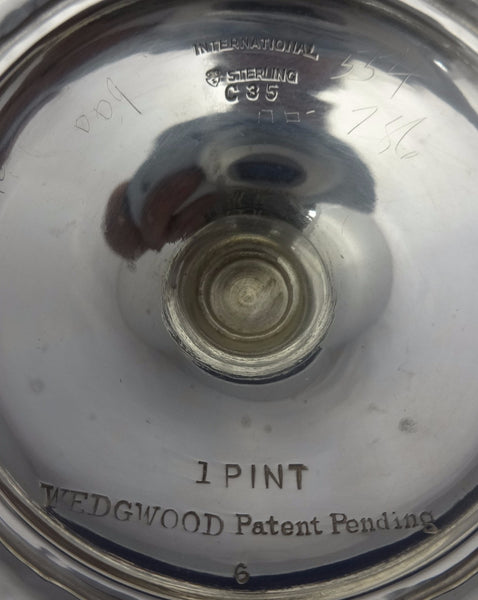 INTERNATIONAL
STERLING
C35
1 PINT
WEDGWOOD Patent Pending
6